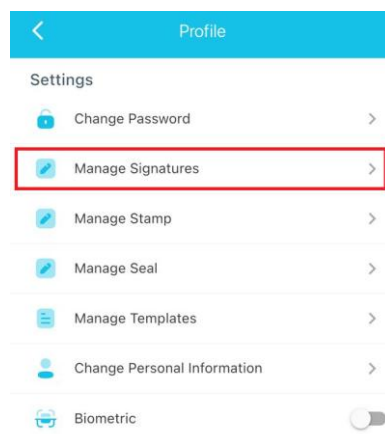 Profile
Settings
Change Password
Manage Signatures
Manage Stamp
Manage Seal
Manage Templates
Change Personal Information
Biometric